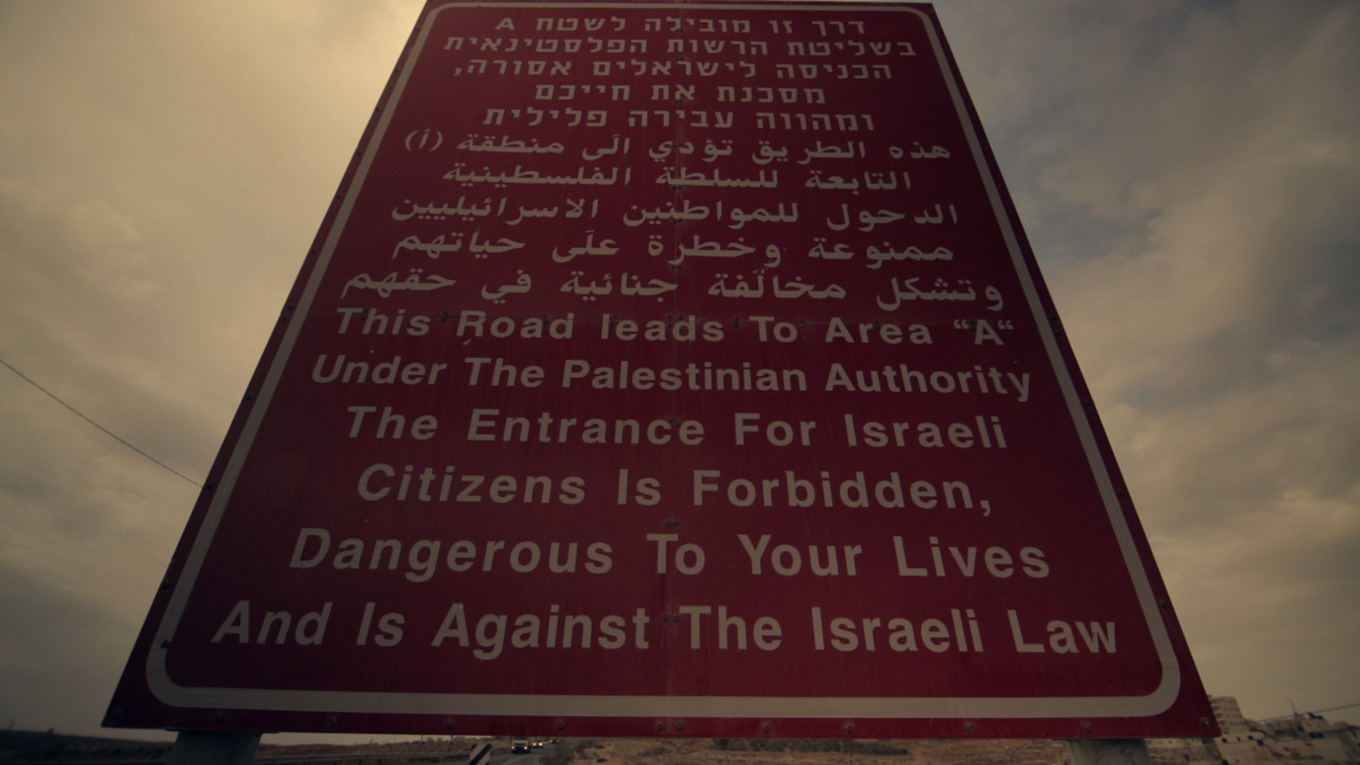 דרך זו מובילה לשטח A
בשליטת הרשות הפלסטינאית
הכניסה לישראלים אסורה,
מסכנת את חייכם
ומהווה עבירה פלילית
هذه الطريق تؤدي الى منطقة (أ)
التابعة للسلطة الفلسطينية
الدخول للمواطنين الاسرائيليين
ممنوعة وخطرة على حياتهم
وتشكل مخالفة جنائية في حقهم
This Road leads To Area “A“
Under The Palestinian Authority
The Entrance For Israeli
Citizens Is Forbidden,
Dangerous To Your Lives
And Is Against The Israeli Law